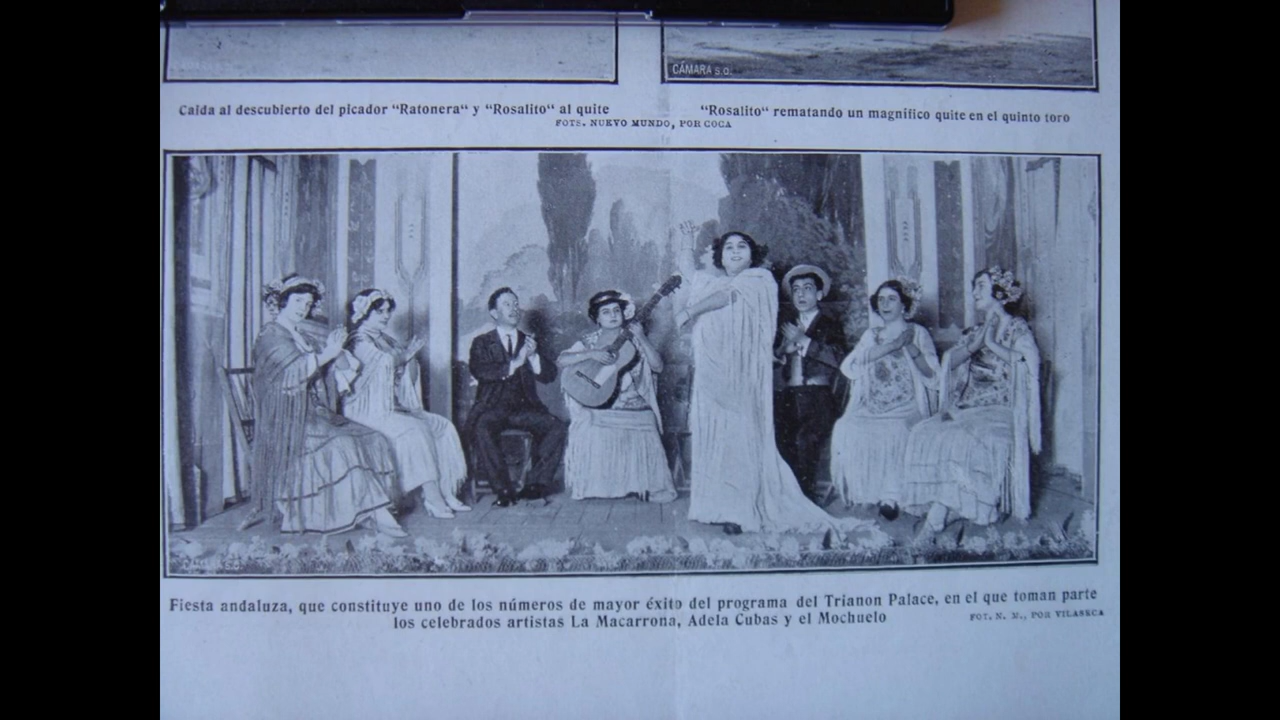 CÁMARA s.o.
Caída al descubierto del picador “Ratonera“ y “Rosalito“ al quite
“Rosalito“ rematando un magnífico quite en el quinto toro
FOTS. NUEVO MUNDO, POR COCA
Fiesta andaluza, que constituye uno de los números de mayor éxito del programa del Trianon Palace, en el que toman parte
los celebrados artistas La Macarrona, Adela Cubas y el Mochuelo
FOT. N. M., POR VILASECA